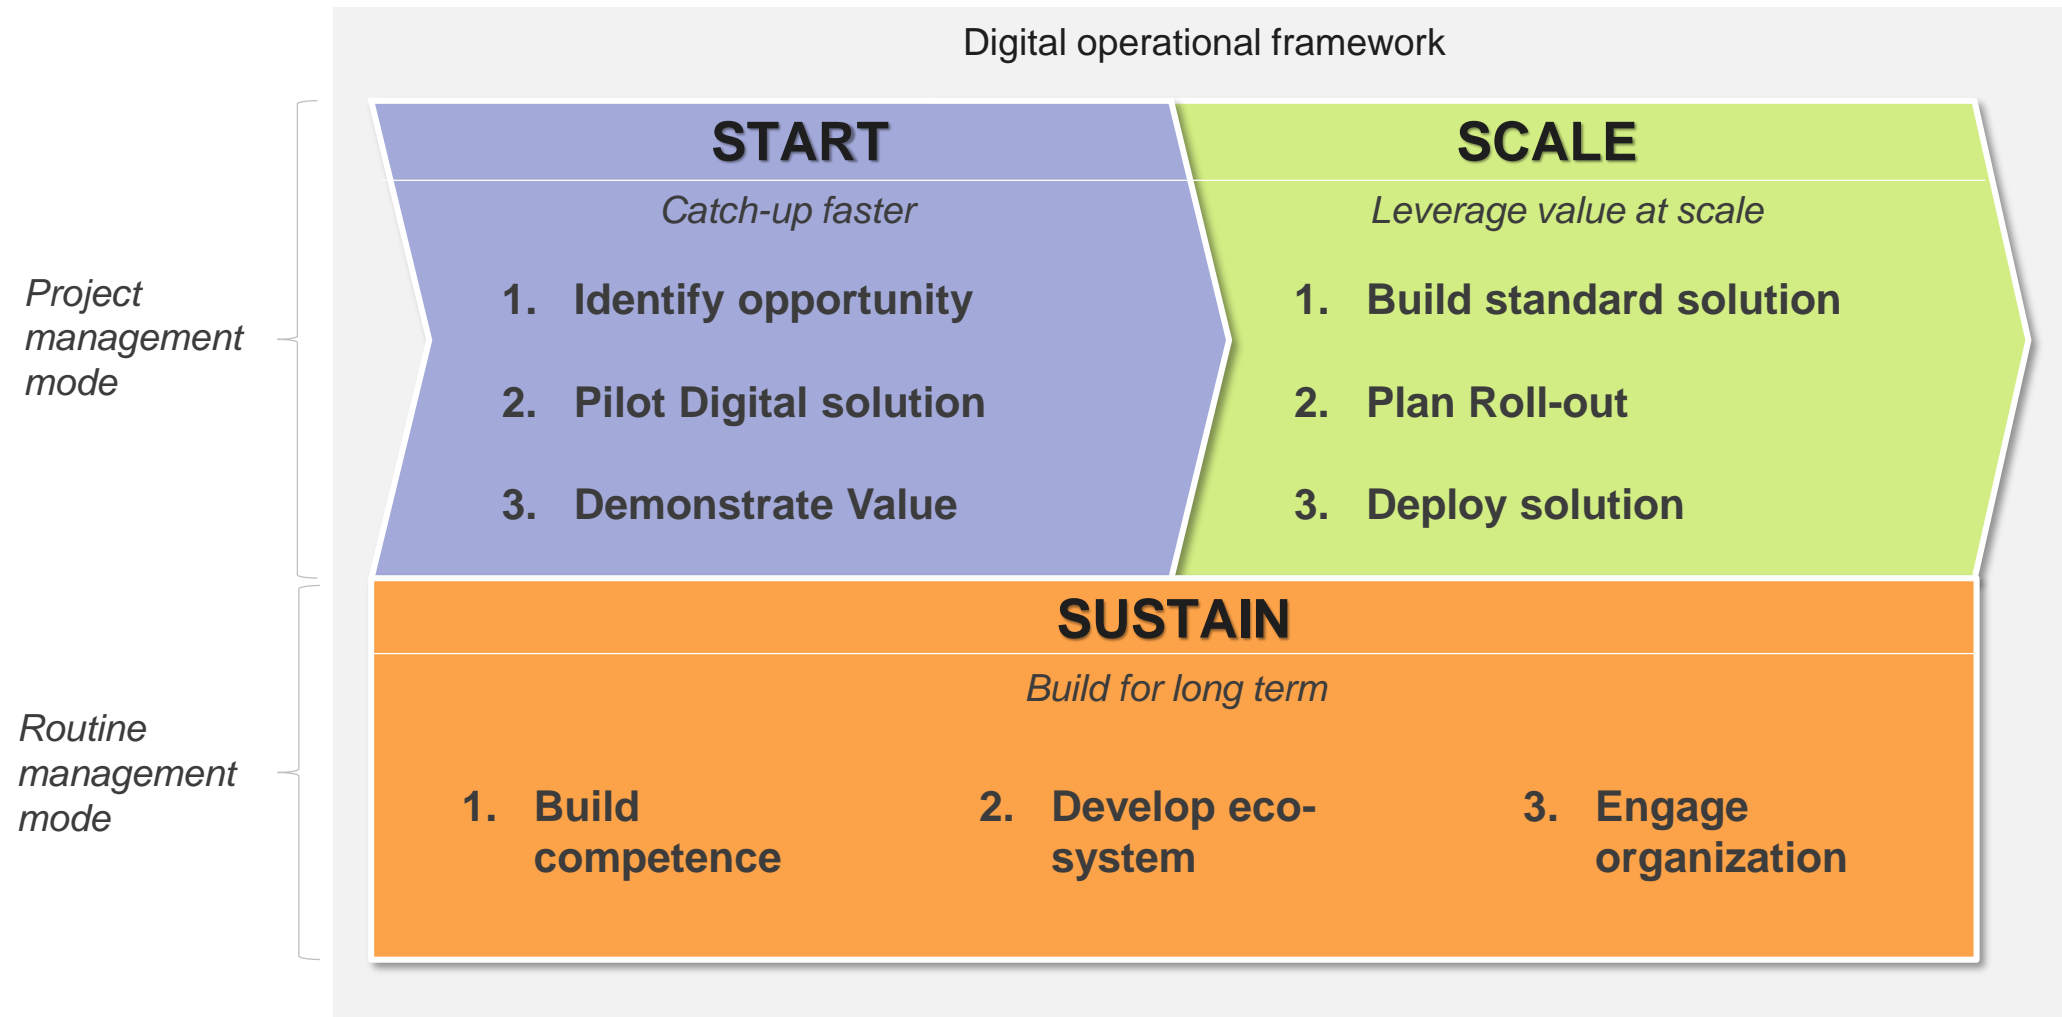 Digital operational framework
START
Catch-up faster
1. Identify opportunity
2. Pilot Digital solution
3. Demonstrate Value
SCALE
Leverage value at scale
1. Build standard solution
2. Plan Roll-out
3. Deploy solution
Project
management
mode
SUSTAIN
Build for long term
1. Build
competence
2. Develop eco-
system
3. Engage
organization
Routine
management
mode